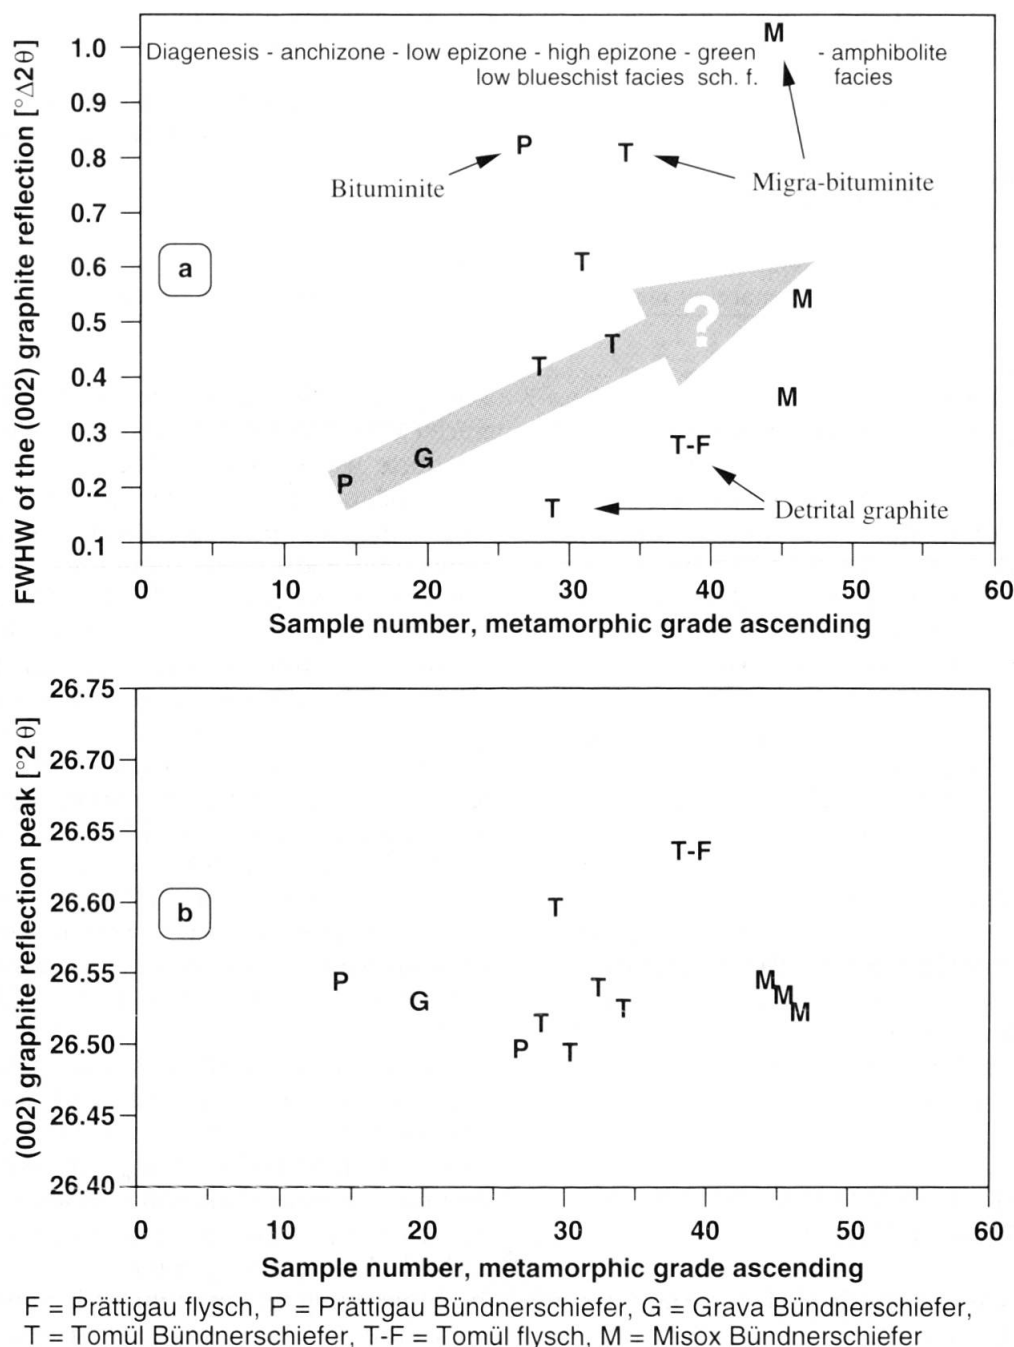 FWHW of the (002) graphite reflection [°Δ2θ]
1.0
0.9
0.8
0.7
0.6
0.5
0.4
0.3
0.2
0.1
Diagenesis - anchizone - low epizone - high epizone - green - amphibolite
low blueschist facies sch. f. facies
M
P
T
Bituminite
Migra-bituminite
a
T
M
?
T
T
M
T-F
G
P
T
Detrital graphite
0 10 20 30 40 50 60
Sample number, metamorphic grade ascending
(002) graphite reflection peak [°2θ]
26.75
26.70
26.65
26.60
26.55
26.50
26.45
26.40
T-F
b
T
P
G
T
T
T
P
T
M
M
M
0 10 20 30 40 50 60
Sample number, metamorphic grade ascending
F = Prättigau flysch, P = Prättigau Bündnerschiefer, G = Grava Bündnerschiefer,
T = Tomül Bündnerschiefer, T-F = Tomül flysch, M = Misox Bündnerschiefer